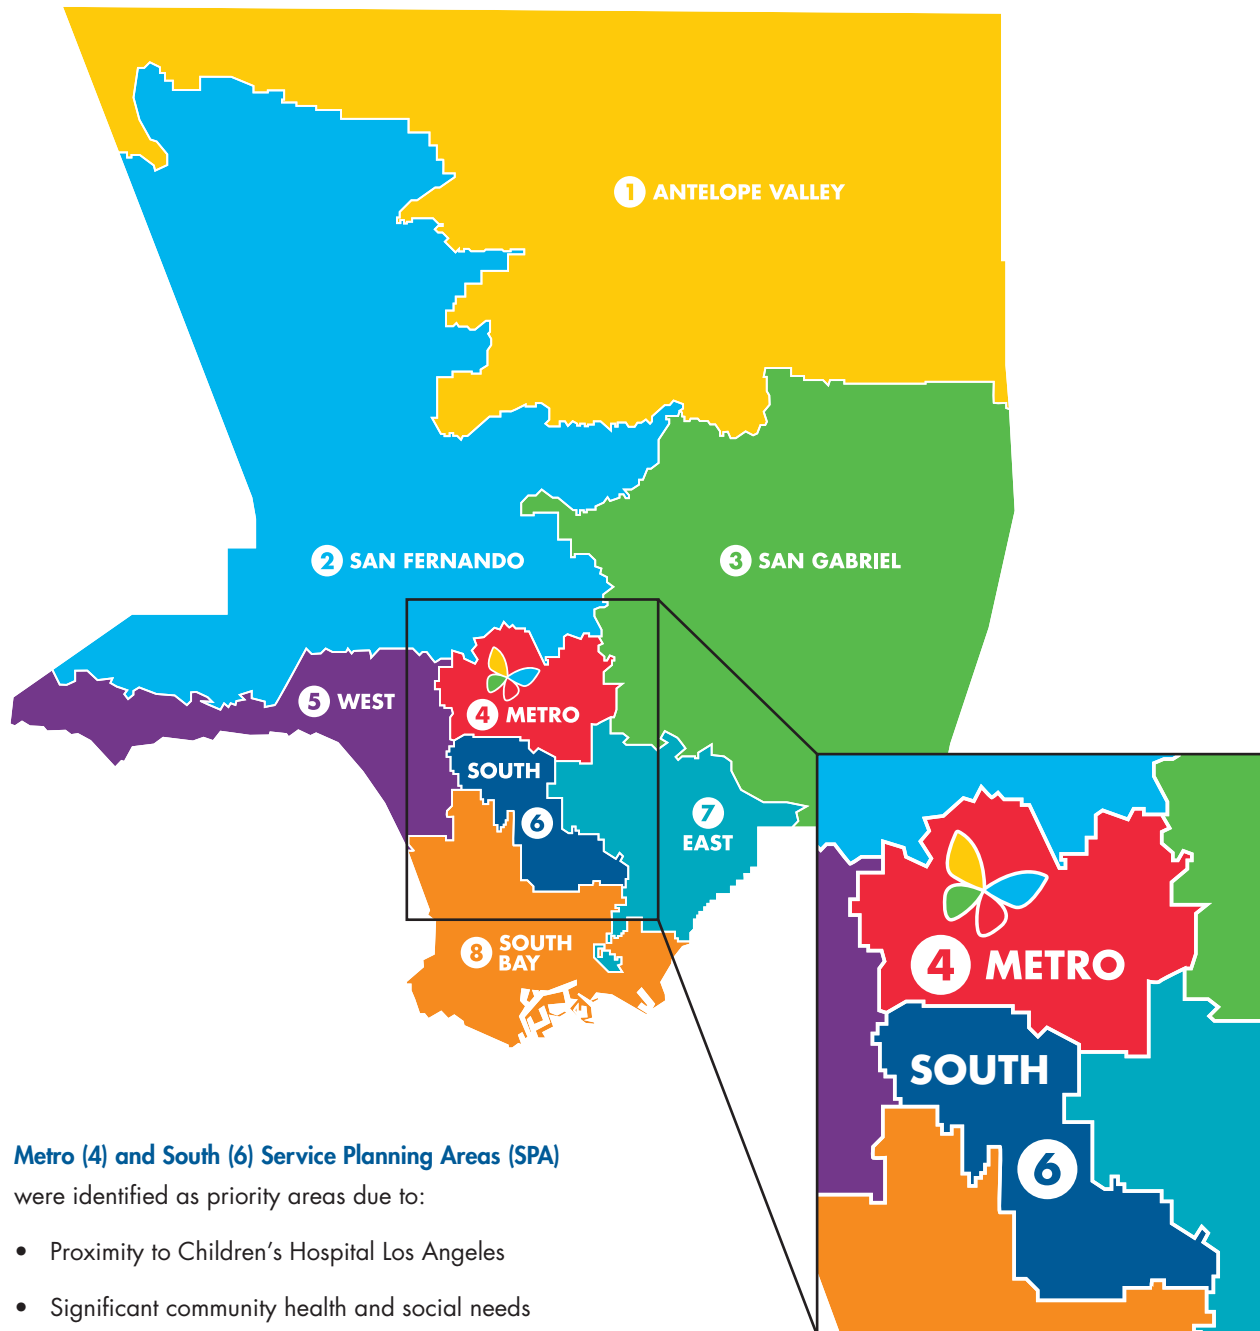 1 ANTELOPE VALLEY
2 SAN FERNANDO
3 SAN GABRIEL
5 WEST
4 METRO
SOUTH
6
7
EAST
8 SOUTH
BAY
4 METRO
SOUTH
6
Metro (4) and South (6) Service Planning Areas (SPA)
were identified as priority areas due to:
• Proximity to Children’s Hospital Los Angeles
• Significant community health and social needs